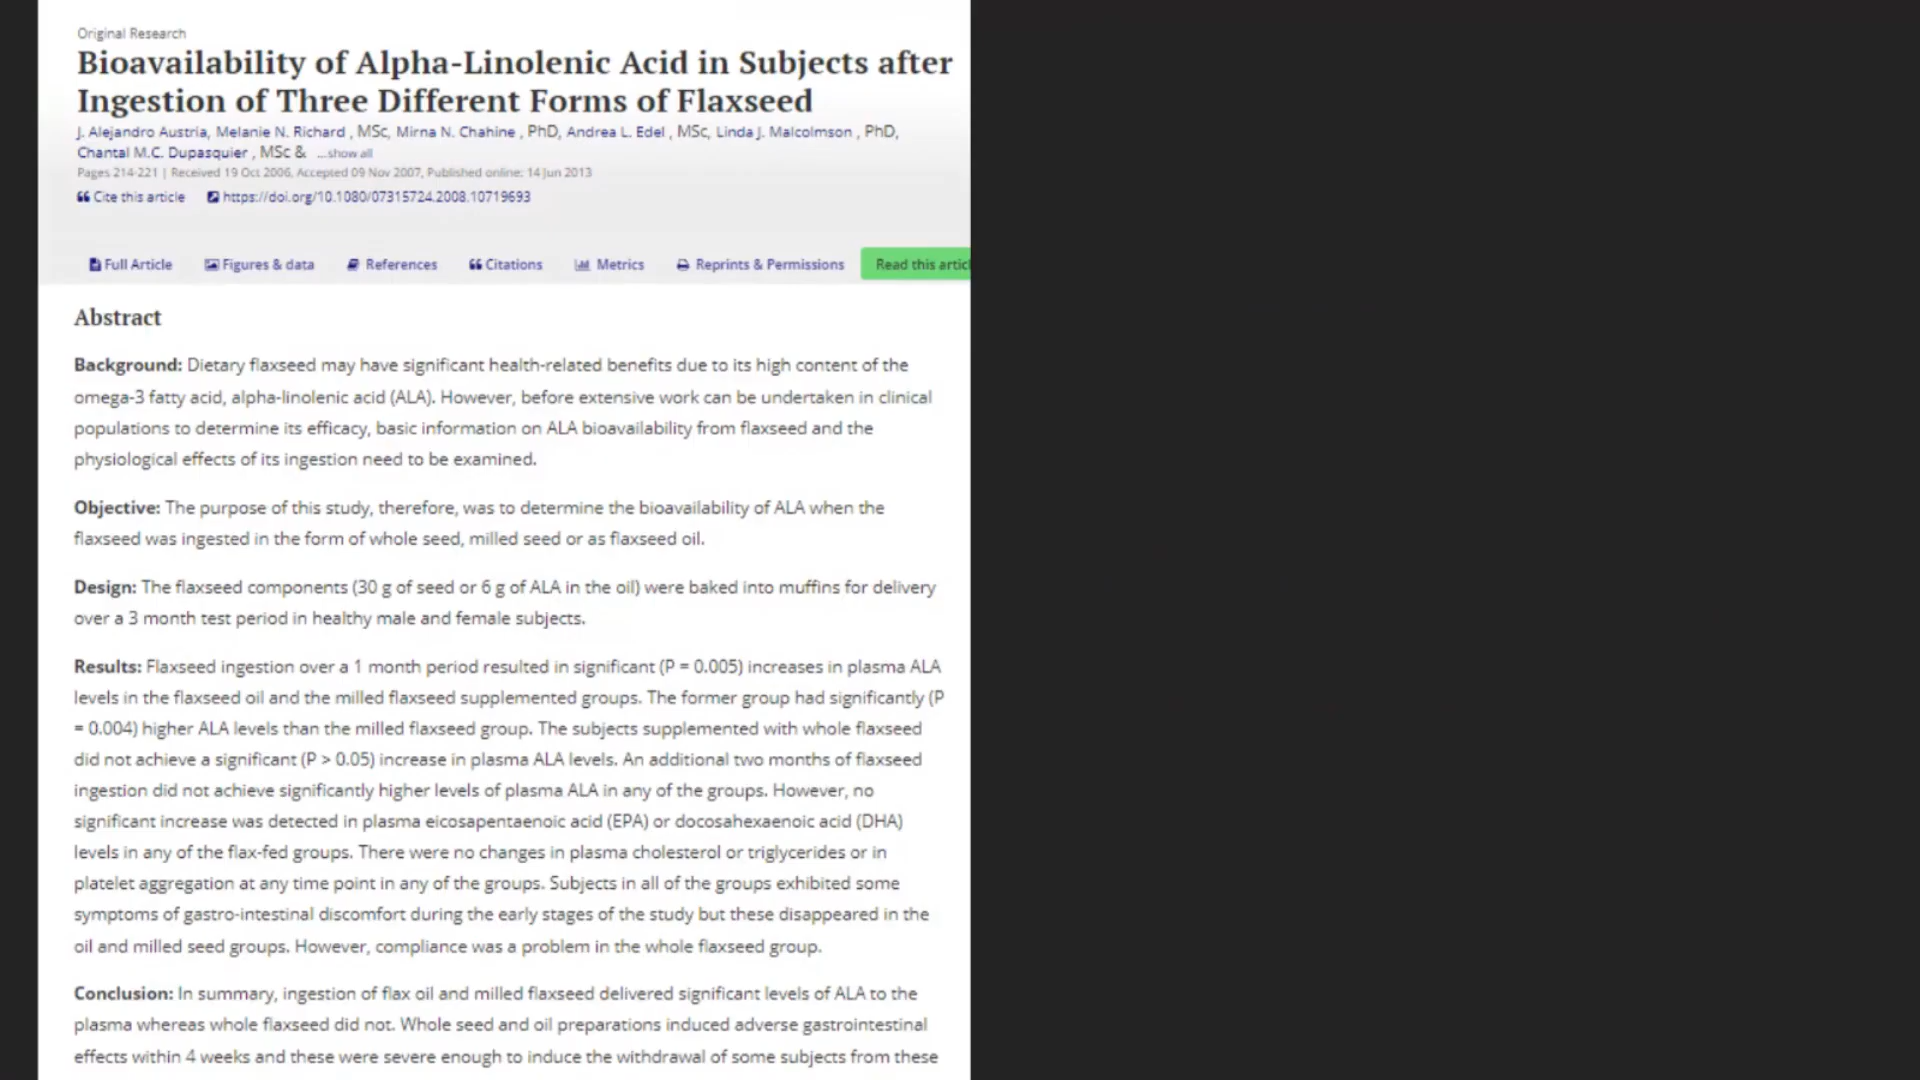 Original Research
Bioavailability of Alpha-Linolenic Acid in Subjects after
Ingestion of Three Different Forms of Flaxseed
J. Alejandro Austria, Melanie N. Richard , MSc, Mirna N. Chahine , PhD, Andrea L. Edel , MSc, Linda J. Malcolmson , PhD,
Chantal M.C. Dupasquier , MSc & ...show all
Pages 214-221 | Received 19 Oct 2006, Accepted 09 Nov 2007, Published online: 14 Jun 2013
Cite this article https://doi.org/10.1080/07315724.2008.10719693
Full Article Figures & data References Citations Metrics Reprints & Permissions Read this artic
Abstract
Background: Dietary flaxseed may have significant health-related benefits due to its high content of the
omega-3 fatty acid, alpha-linolenic acid (ALA). However, before extensive work can be undertaken in clinical
populations to determine its efficacy, basic information on ALA bioavailability from flaxseed and the
physiological effects of its ingestion need to be examined.
Objective: The purpose of this study, therefore, was to determine the bioavailability of ALA when the
flaxseed was ingested in the form of whole seed, milled seed or as flaxseed oil.
Design: The flaxseed components (30 g of seed or 6 g of ALA in the oil) were baked into muffins for delivery
over a 3 month test period in healthy male and female subjects.
Results: Flaxseed ingestion over a 1 month period resulted in significant (P = 0.005) increases in plasma ALA
levels in the flaxseed oil and the milled flaxseed supplemented groups. The former group had significantly (P
= 0.004) higher ALA levels than the milled flaxseed group. The subjects supplemented with whole flaxseed
did not achieve a significant (P > 0.05) increase in plasma ALA levels. An additional two months of flaxseed
ingestion did not achieve significantly higher levels of plasma ALA in any of the groups. However, no
significant increase was detected in plasma eicosapentaenoic acid (EPA) or docosahexaenoic acid (DHA)
levels in any of the flax-fed groups. There were no changes in plasma cholesterol or triglycerides or in
platelet aggregation at any time point in any of the groups. Subjects in all of the groups exhibited some
symptoms of gastro-intestinal discomfort during the early stages of the study but these disappeared in the
oil and milled seed groups. However, compliance was a problem in the whole flaxseed group.
Conclusion: In summary, ingestion of flax oil and milled flaxseed delivered significant levels of ALA to the
plasma whereas whole flaxseed did not. Whole seed and oil preparations induced adverse gastrointestinal
effects within 4 weeks and these were severe enough to induce the withdrawal of some subjects from these